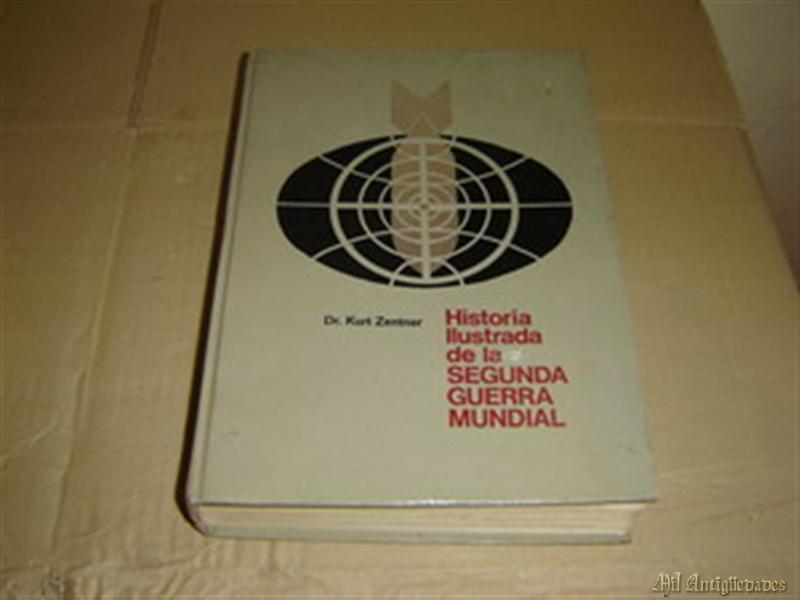 Dr. Kurt Zentner
Historia
Ilustrada
de la
SEGUNDA
GUERRA
MUNDIAL
Mil Antigüedades